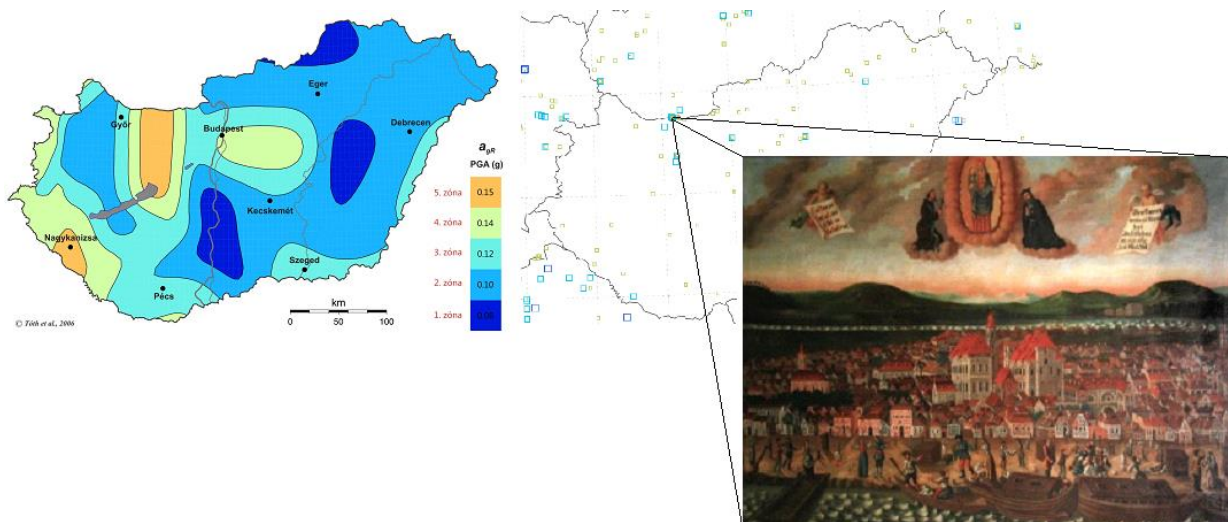 Eger
Győr
Budapest
Debrecen
Kecskemét
Nagykanizsa
Szeged
Pécs
km
0 50 100
© Tóth et al., 2006
a_gR
PGA (g)
5. zóna 0.15
4. zóna 0.14
3. zóna 0.12
2. zóna 0.10
1. zóna 0.08